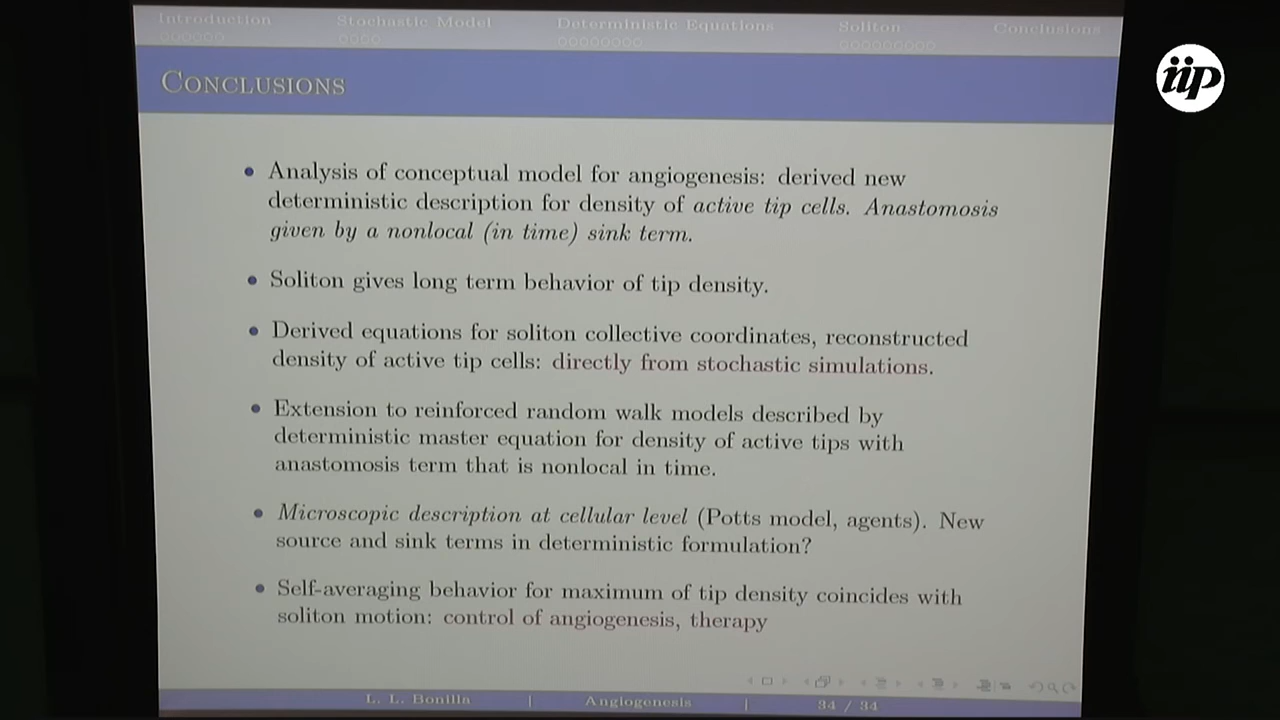 Introduction Stochastic Model Deterministic Equations Soliton Conclusions
iip
CONCLUSIONS
• Analysis of conceptual model for angiogenesis: derived new
deterministic description for density of active tip cells. Anastomosis
given by a nonlocal (in time) sink term.
• Soliton gives long term behavior of tip density.
• Derived equations for soliton collective coordinates, reconstructed
density of active tip cells: directly from stochastic simulations.
• Extension to reinforced random walk models described by
deterministic master equation for density of active tips with
anastomosis term that is nonlocal in time.
• Microscopic description at cellular level (Potts model, agents). New
source and sink terms in deterministic formulation?
• Self-averaging behavior for maximum of tip density coincides with
soliton motion: control of angiogenesis, therapy
L. L. Bonilla | Angiogenesis | 34 / 34